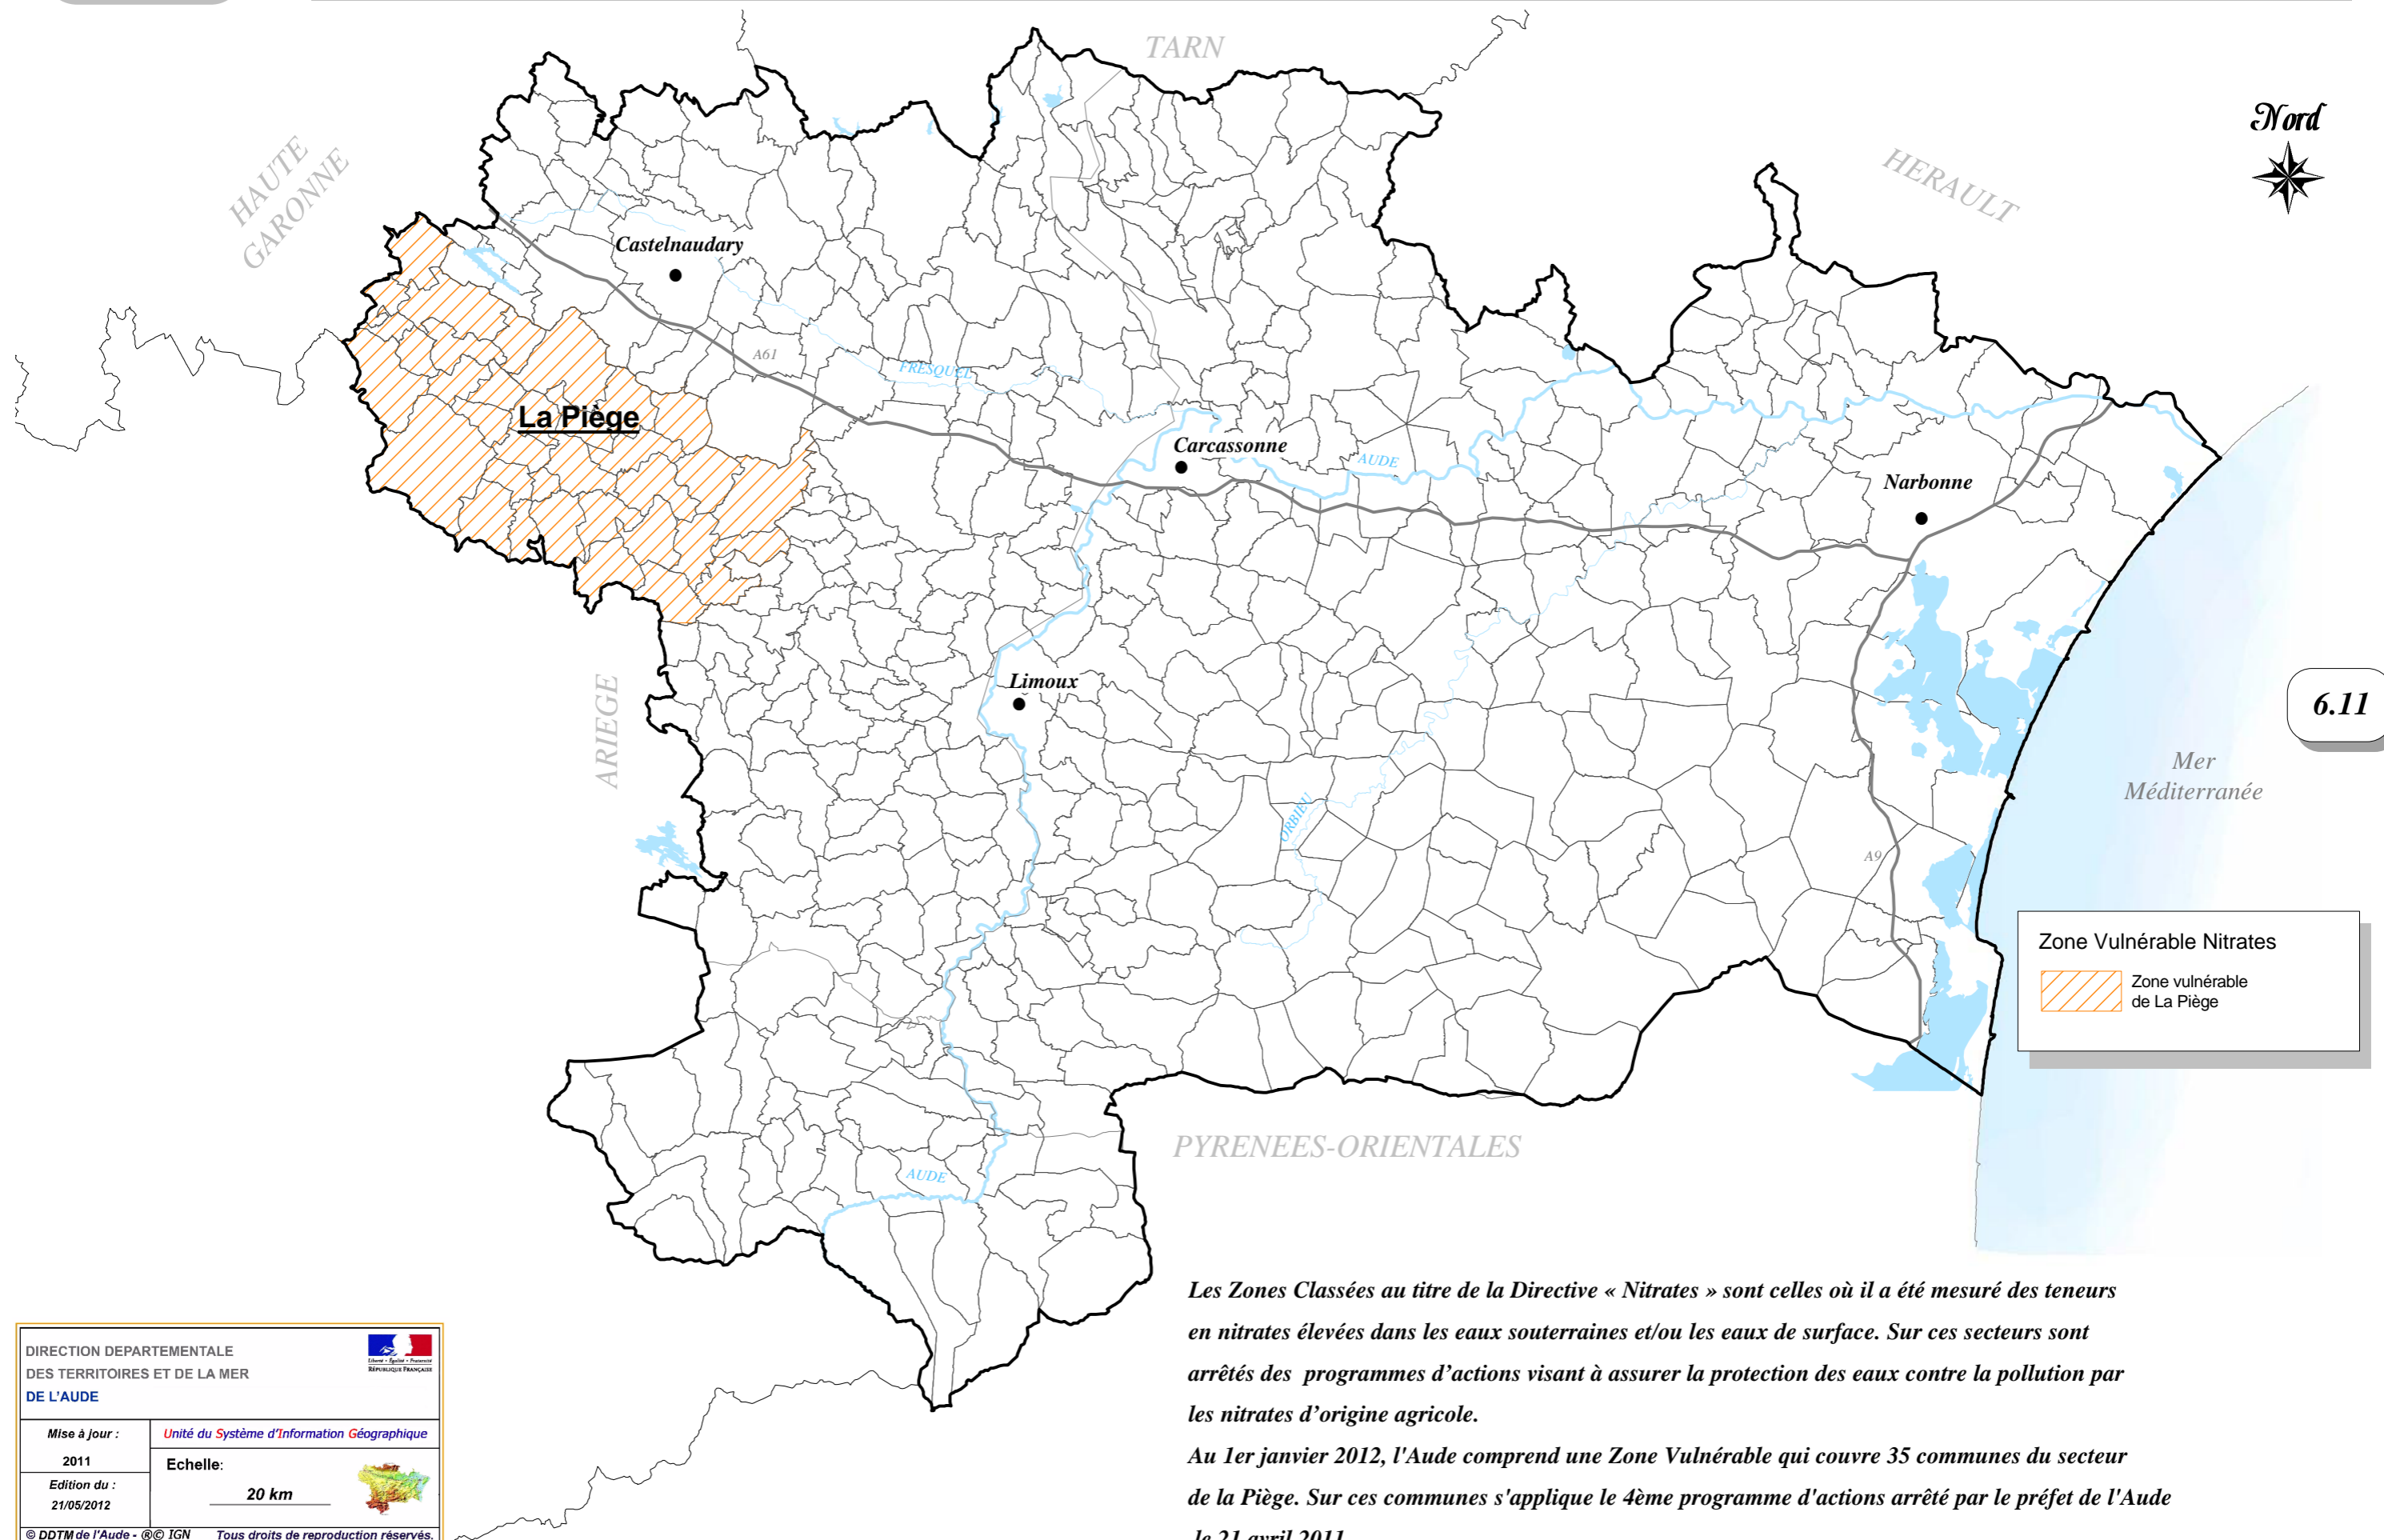 TARN
Nord
HAUTE
GARONNE
HERAULT
Castelnaudary
A61
FRESQUEL
La Piège
Carcassonne
AUDE
Narbonne
ARIEGE
Limoux
6.11
Mer
Méditerranée
ORBIEU
A9
Zone Vulnérable Nitrates
Zone vulnérable
de La Piège
PYRENEES-ORIENTALES
AUDE
Les Zones Classées au titre de la Directive « Nitrates » sont celles où il a été mesuré des teneurs
en nitrates élevées dans les eaux souterraines et/ou les eaux de surface. Sur ces secteurs sont
arrêtés des programmes d'actions visant à assurer la protection des eaux contre la pollution par
les nitrates d'origine agricole.
Au 1er janvier 2012, l'Aude comprend une Zone Vulnérable qui couvre 35 communes du secteur
de la Piège. Sur ces communes s'applique le 4ème programme d'actions arrêté par le préfet de l'Aude
le 21 avril 2011
DIRECTION DEPARTEMENTALE
DES TERRITOIRES ET DE LA MER
DE L'AUDE
Liberté • Égalité • Fraternité
RÉPUBLIQUE FRANÇAISE
Mise à jour :
2011
Unité du Système d'Information Géographique
Edition du :
21/05/2012
Echelle:
20 km
© DDTM de l'Aude - ®© IGN Tous droits de reproduction réservés.